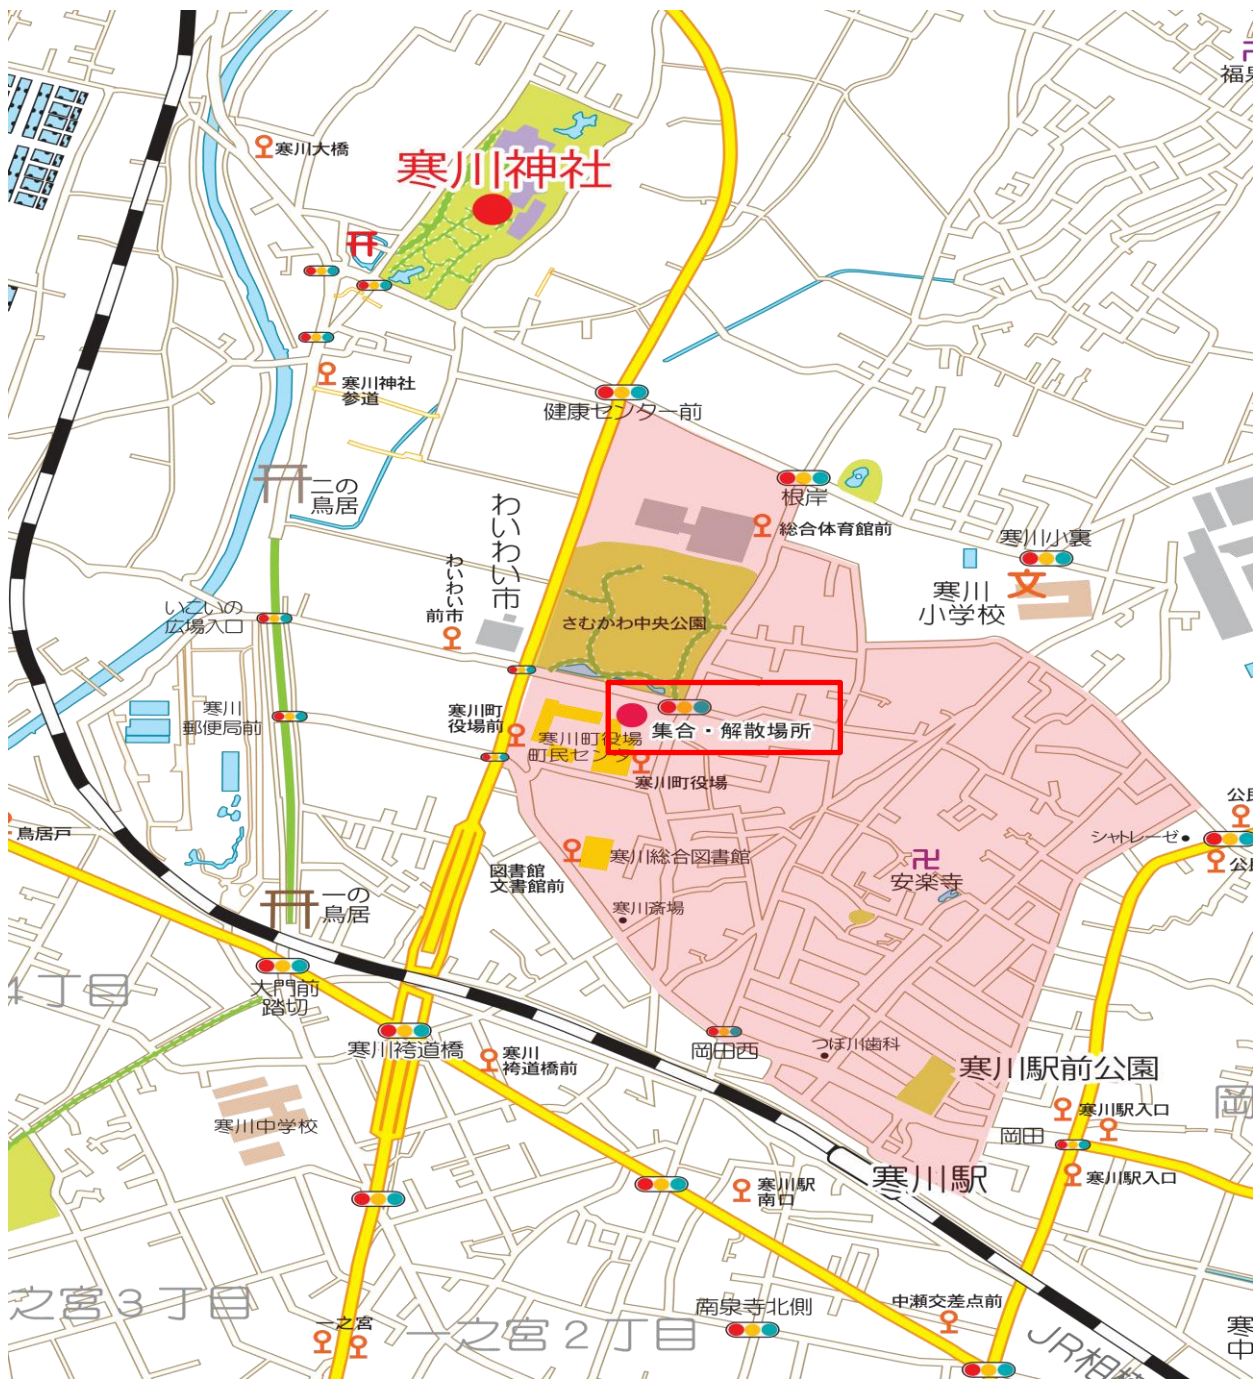 福泉
寒川大橋
寒川神社
寒川神社
参道
健康センター前
二の
鳥居
わいわい市
わいわい
市前
根岸
総合体育館前
寒川小裏
文
寒川
小学校
いこいの
広場入口
さむかわ中央公園
寒川
郵便局前
寒川町
役場前
寒川町役場
町民センター
集合・解散場所
寒川町役場
鳥居戸
図書館
文書館前
寒川総合図書館
寒川斎場
安楽寺
シャトレーゼ
一の
鳥居
大門前
踏切
4丁目
寒川袴道橋
寒川
袴道橋前
岡田西
つほ川歯科
寒川駅前公園
寒川駅入口
岡田
寒川駅入口
寒川中学校
寒川駅
寒川駅
南口
之宮3丁目
一之宮
一之宮2丁目
南泉寺北側
中瀬交差点前
JR相模
寒
中